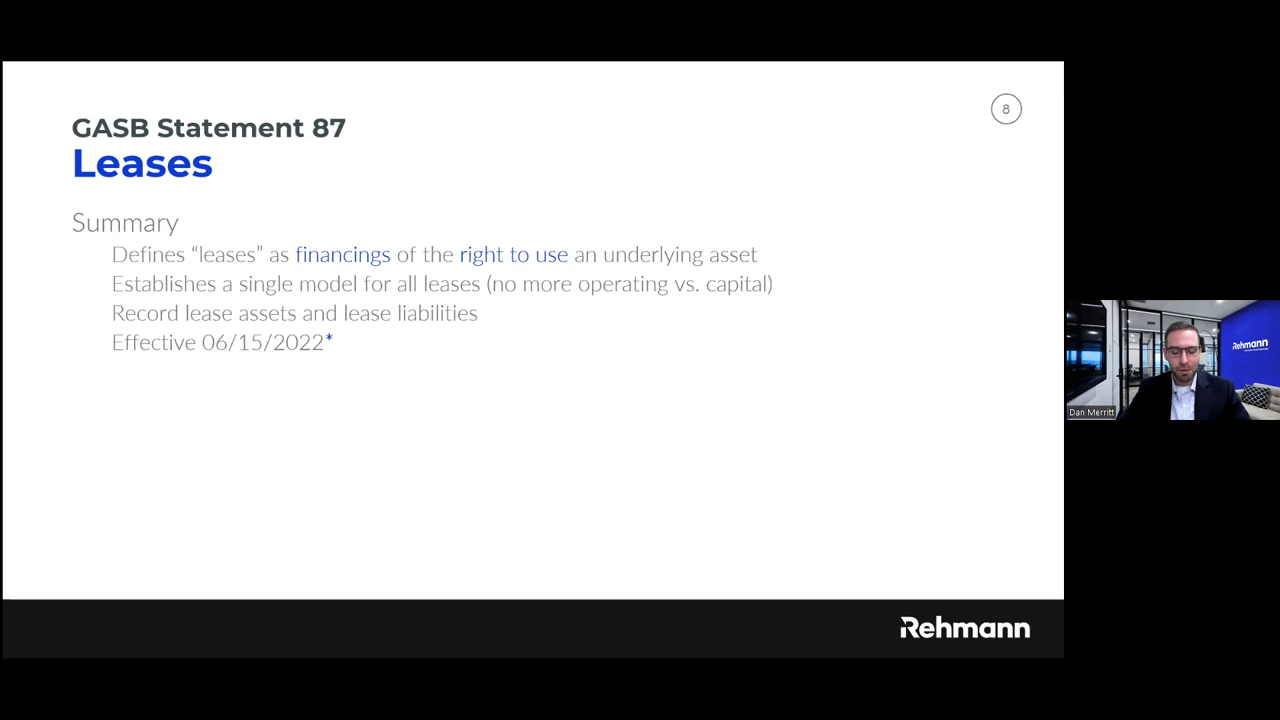 8
GASB Statement 87
Leases
Summary
Defines “leases” as financings of the right to use an underlying asset
Establishes a single model for all leases (no more operating vs. capital)
Record lease assets and lease liabilities
Effective 06/15/2022*
Rehmann
Dan Merritt
Rehmann